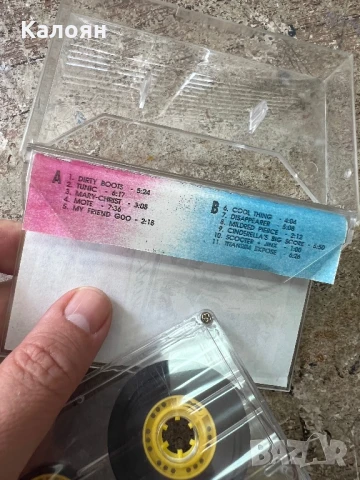 Калоян
A
1. DIRTY BOOTS - 5:24
2. TUNIC - 6:17
3. MARY-CHRIST - 3:05
4. MOTE - 7:36
5. MY FRIEND GOO - 2:18
B
6. COOL THING - 4:04
7. DISAPPEARER - 5:08
8. MILDRED PIERCE - 2:13
9. CINDERELLA'S BIG SCORE - 5:50
10. SCOOTER + JINX - 1:00
11. TITANIUM EXPOSE - 6:26
BAZAR